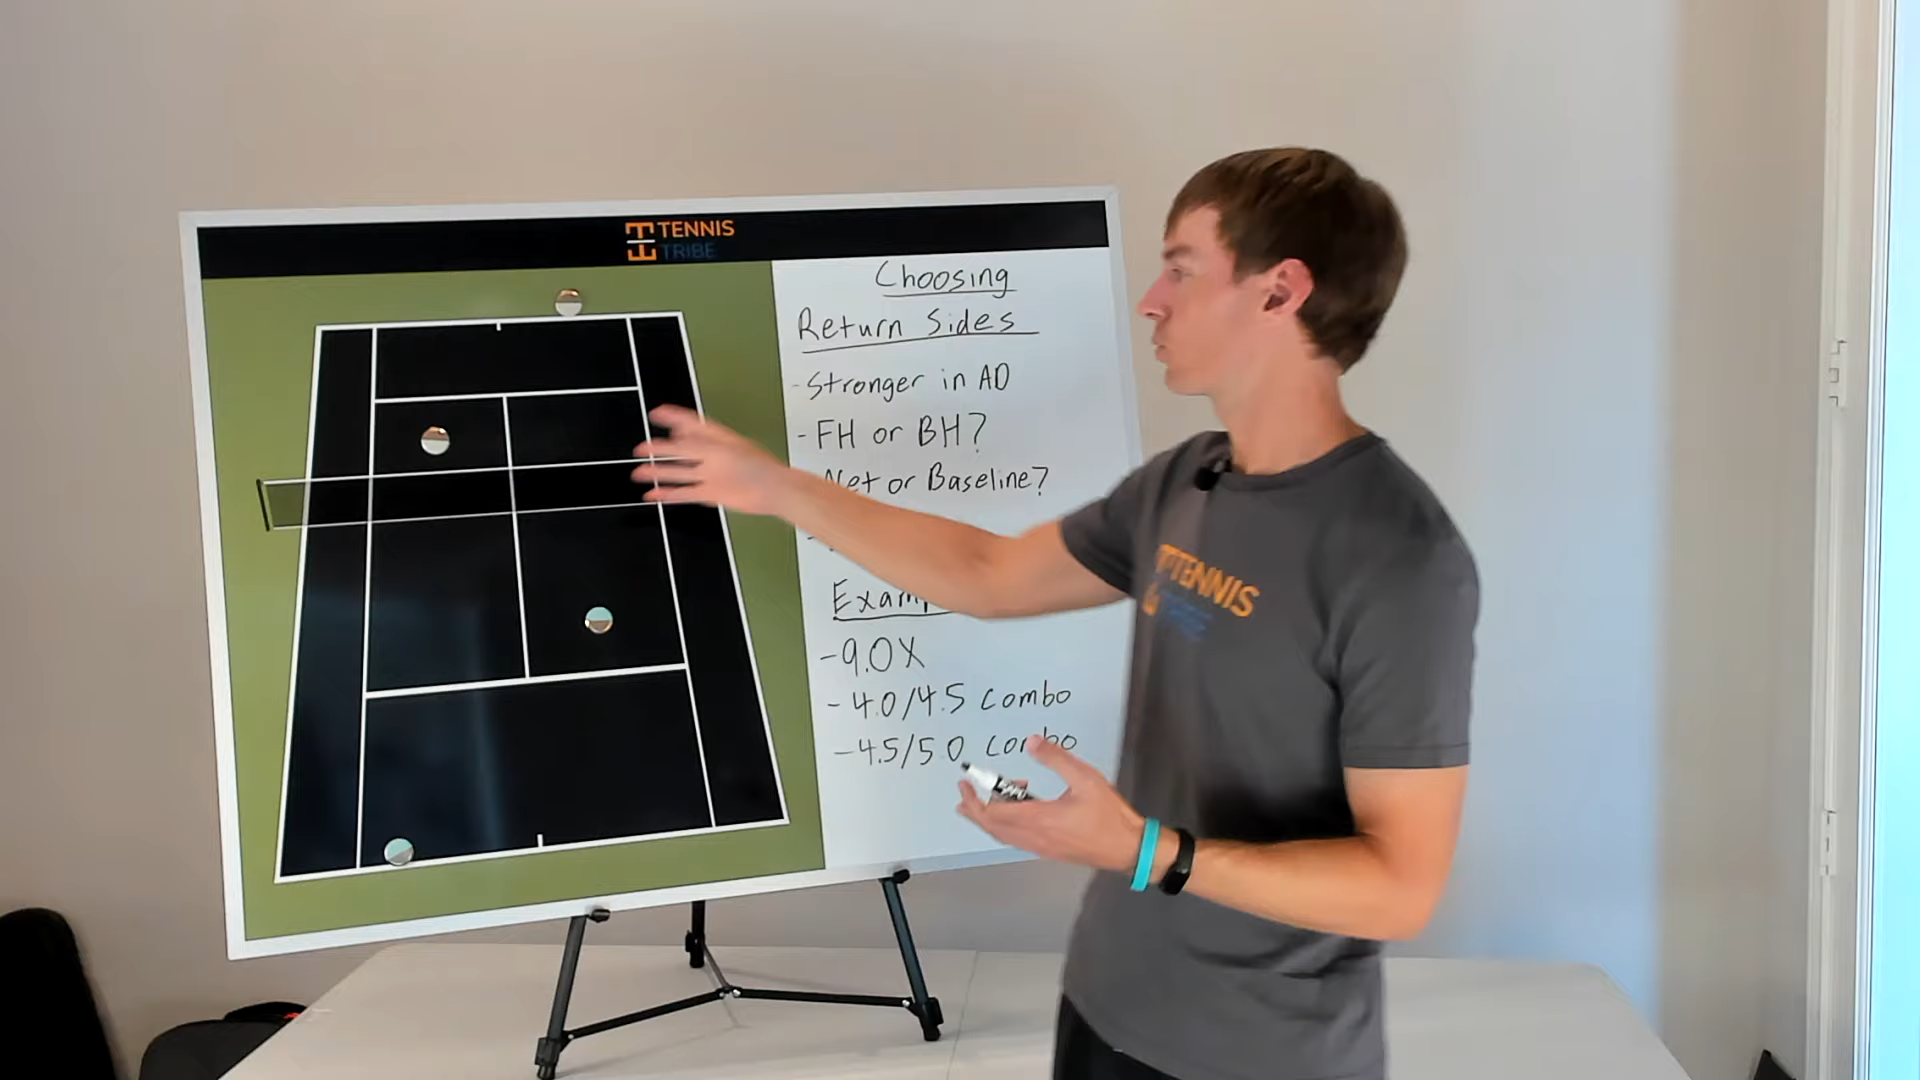 TENNIS
TRIBE
Choosing
Return Sides
- Stronger in AD
- FH or BH?
Net or Baseline?
-
- 9.0X
- 4.0/4.5 combo
- 4.5/5.0 combo
TENNIS